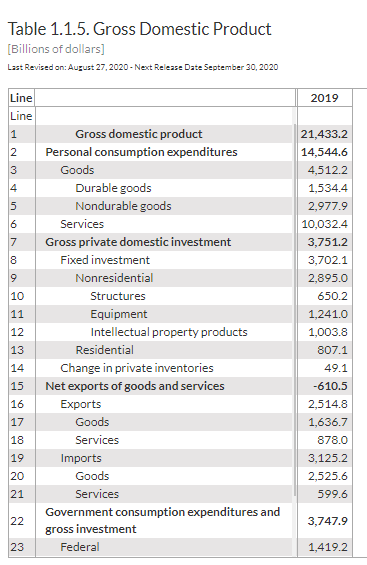 Table 1.1.5. Gross Domestic Product
[Billions of dollars]
Last Revised on: August 27, 2020 - Next Release Date September 30, 2020
Line 2019
Line
1 Gross domestic product 21,433.2
2 Personal consumption expenditures 14,544.6
3 Goods 4,512.2
4 Durable goods 1,534.4
5 Nondurable goods 2,977.9
6 Services 10,032.4
7 Gross private domestic investment 3,751.2
8 Fixed investment 3,702.1
9 Nonresidential 2,895.0
10 Structures 650.2
11 Equipment 1,241.0
12 Intellectual property products 1,003.8
13 Residential 807.1
14 Change in private inventories 49.1
15 Net exports of goods and services -610.5
16 Exports 2,514.8
17 Goods 1,636.7
18 Services 878.0
19 Imports 3,125.2
20 Goods 2,525.6
21 Services 599.6
22 Government consumption expenditures and
gross investment 3,747.9
23 Federal 1,419.2